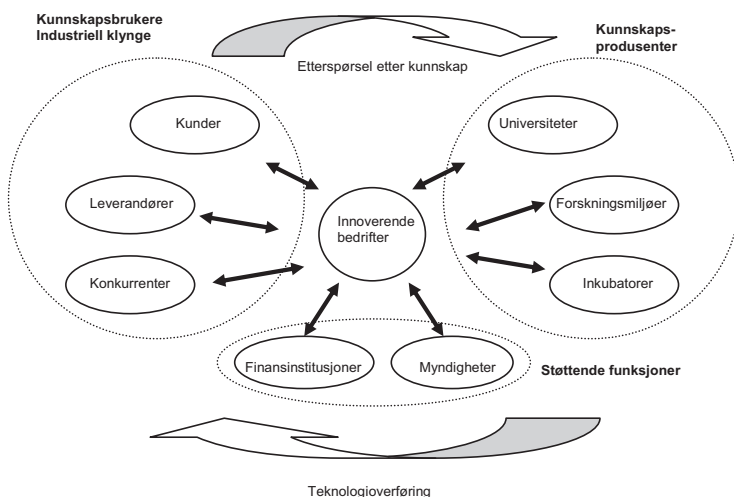 Kunnskapsbrukere
Industriell klynge
Kunnskaps-
produsenter
Etterspørsel etter kunnskap
Kunder
Universiteter
Leverandører
Innoverende
bedrifter
Forskningsmiljøer
Konkurrenter
Inkubatorer
Finansinstitusjoner
Myndigheter
Støttende funksjoner
Teknologioverføring